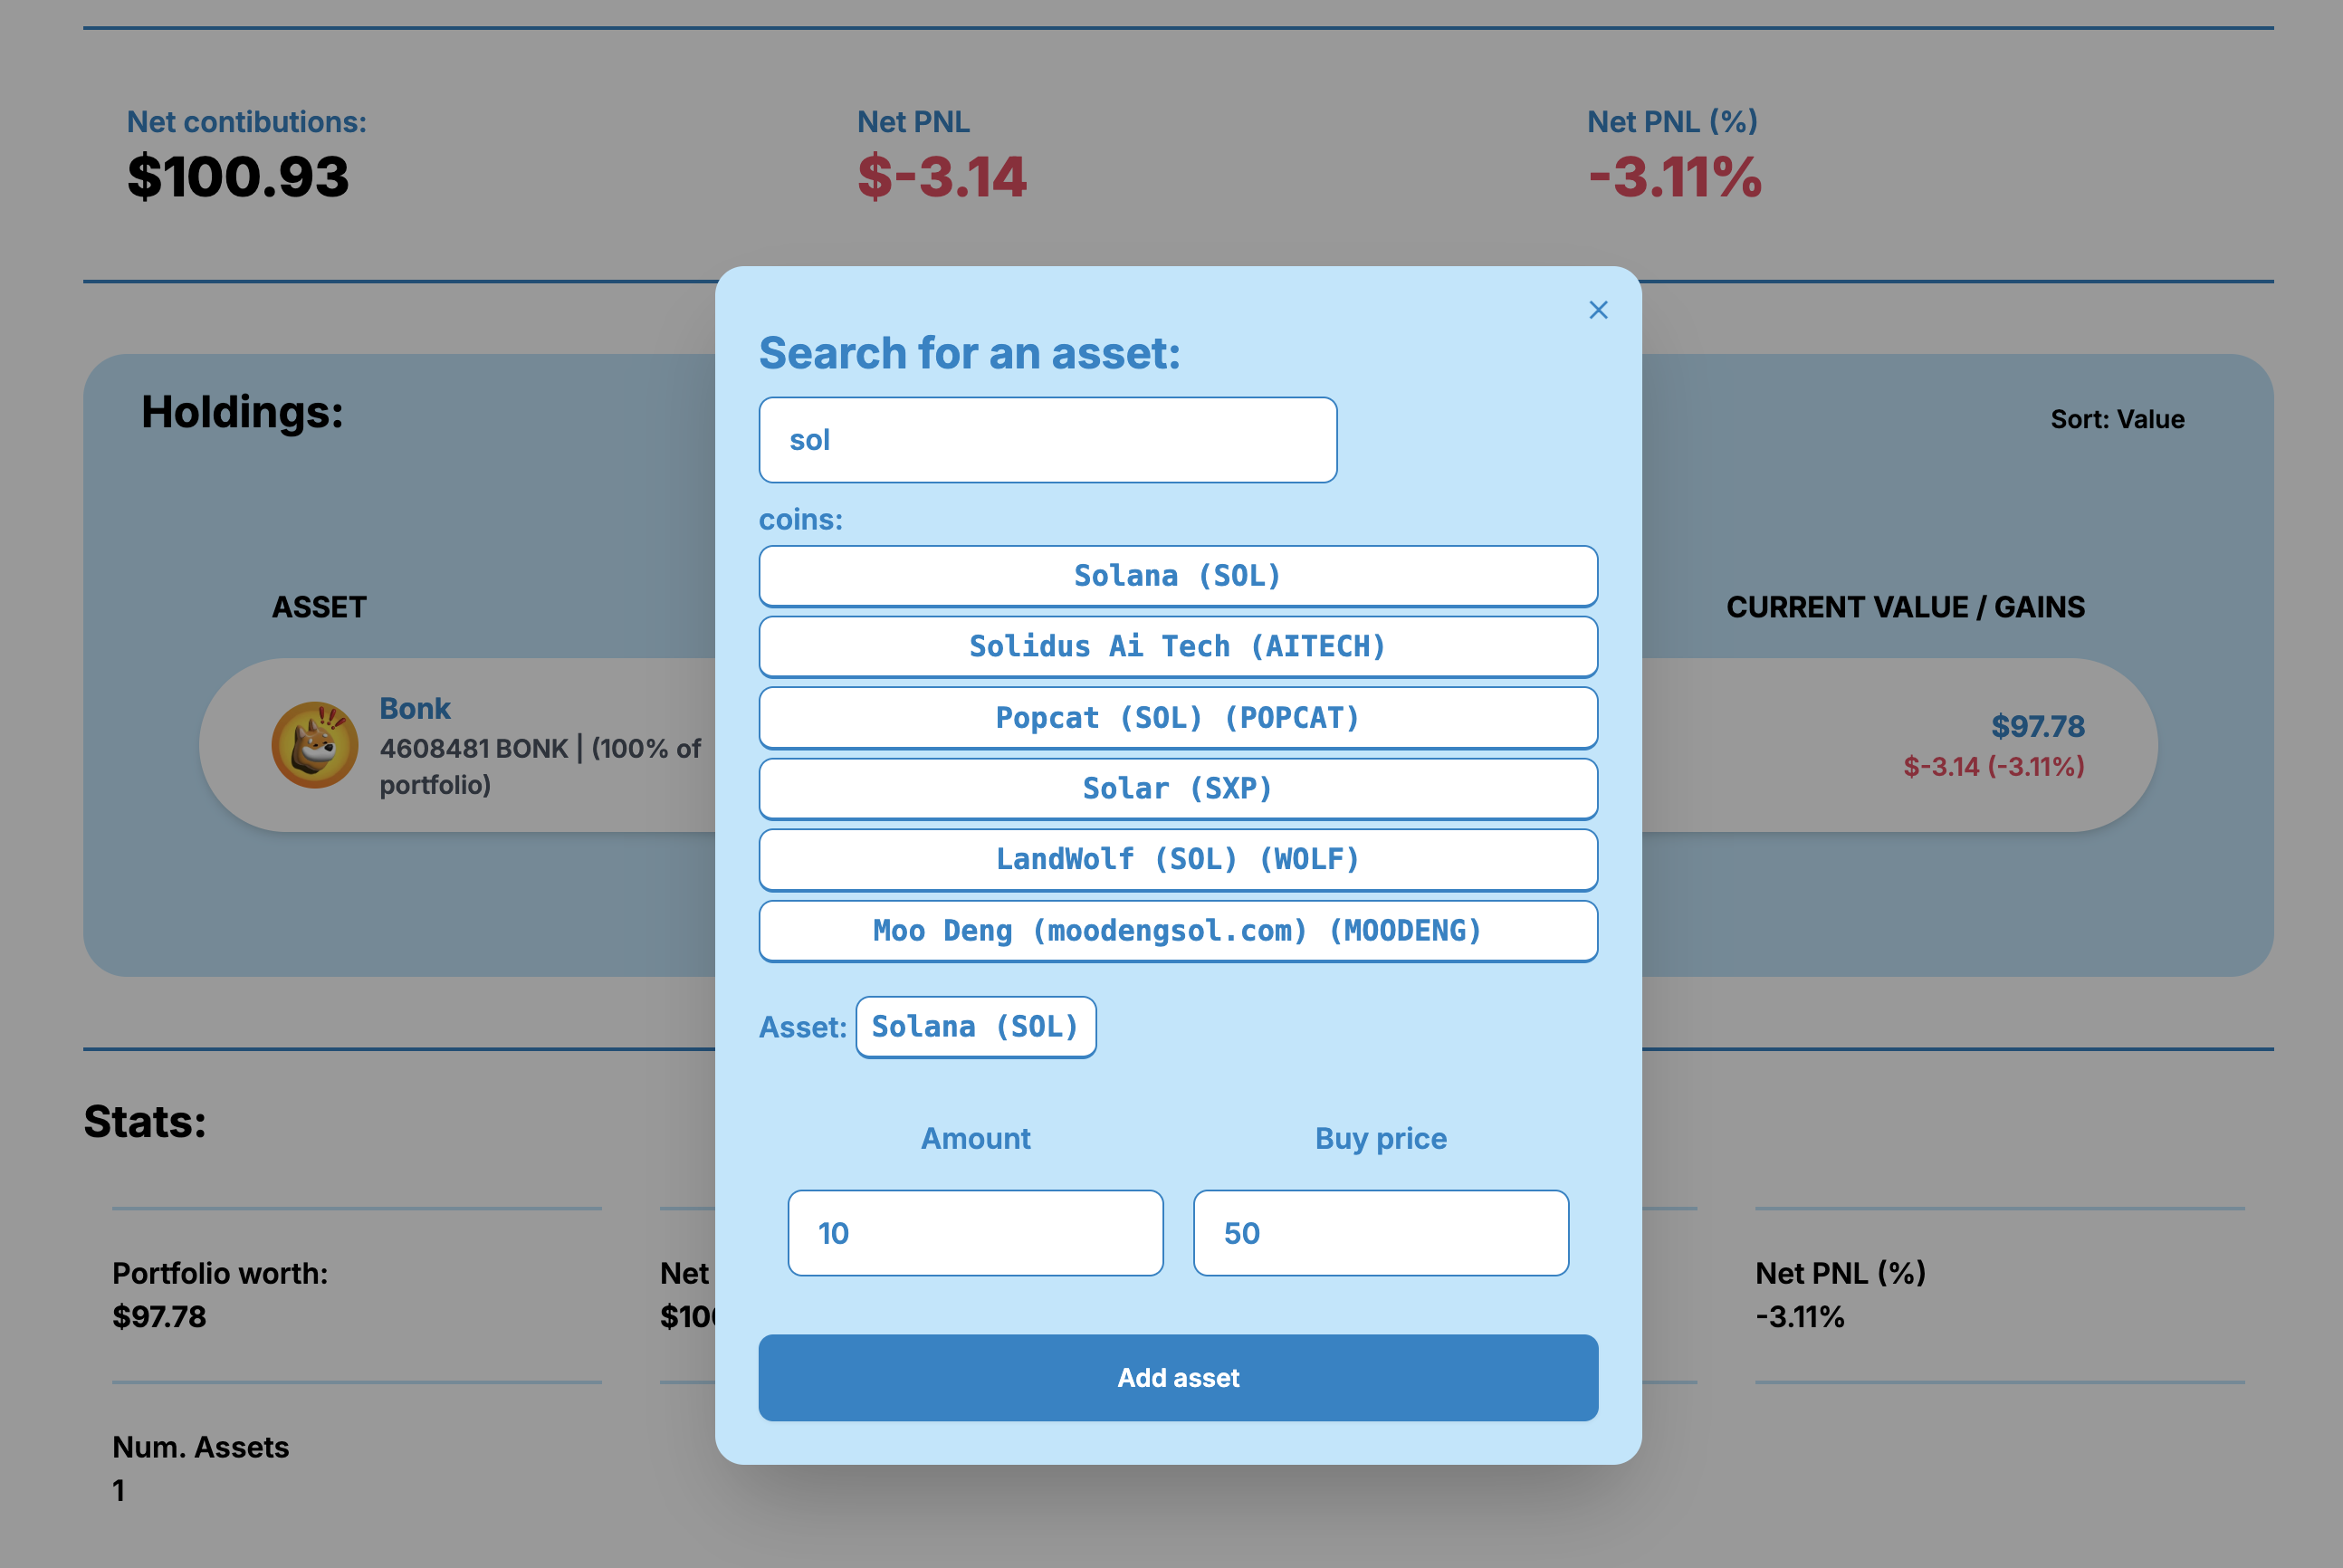 Net contibutions:
$100.93
Net PNL
$-3.14
Net PNL (%)
-3.11%
Holdings:
Sort: Value
ASSET
CURRENT VALUE / GAINS
Bonk
4608481 BONK | (100% of
portfolio)
$97.78
$-3.14 (-3.11%)
Search for an asset:
sol
coins:
Solana (SOL)
Solidus Ai Tech (AITECH)
Popcat (SOL) (POPCAT)
Solar (SXP)
LandWolf (SOL) (WOLF)
Moo Deng (moodengsol.com) (MOODENG)
Asset: Solana (SOL)
Amount
Buy price
10
50
Add asset
Stats:
Portfolio worth:
$97.78
Net
Net PNL (%)
-3.11%
Num. Assets
1